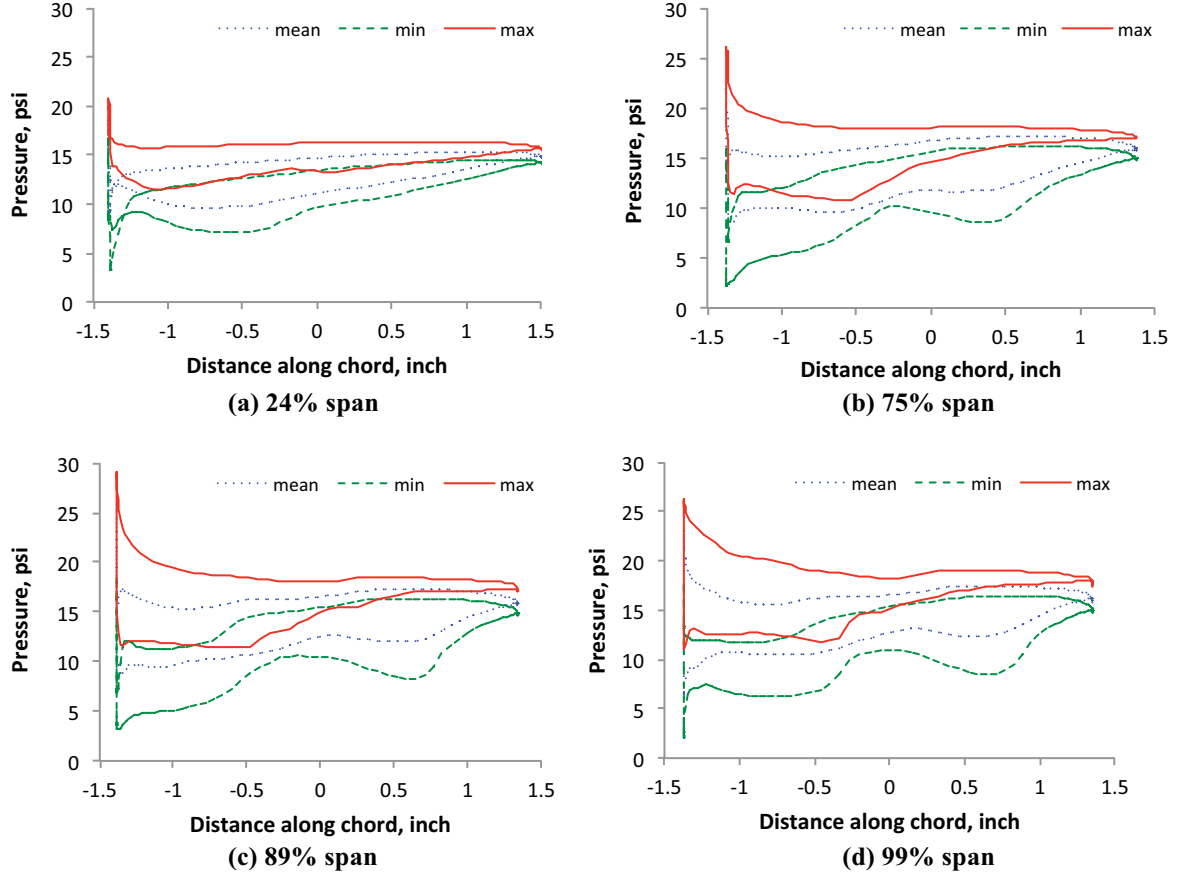 30
25
20
15
10
5
0
Pressure, psi
mean min max
-1.5 -1 -0.5 0 0.5 1 1.5
Distance along chord, inch
(a) 24% span
30
25
20
15
10
5
0
Pressure, psi
mean min max
-1.5 -1 -0.5 0 0.5 1 1.5
Distance along chord, inch
(b) 75% span
30
25
20
15
10
5
0
Pressure, psi
mean min max
-1.5 -1 -0.5 0 0.5 1 1.5
Distance along chord, inch
(c) 89% span
30
25
20
15
10
5
0
Pressure, psi
mean min max
-1.5 -1 -0.5 0 0.5 1 1.5
Distance along chord, inch
(d) 99% span